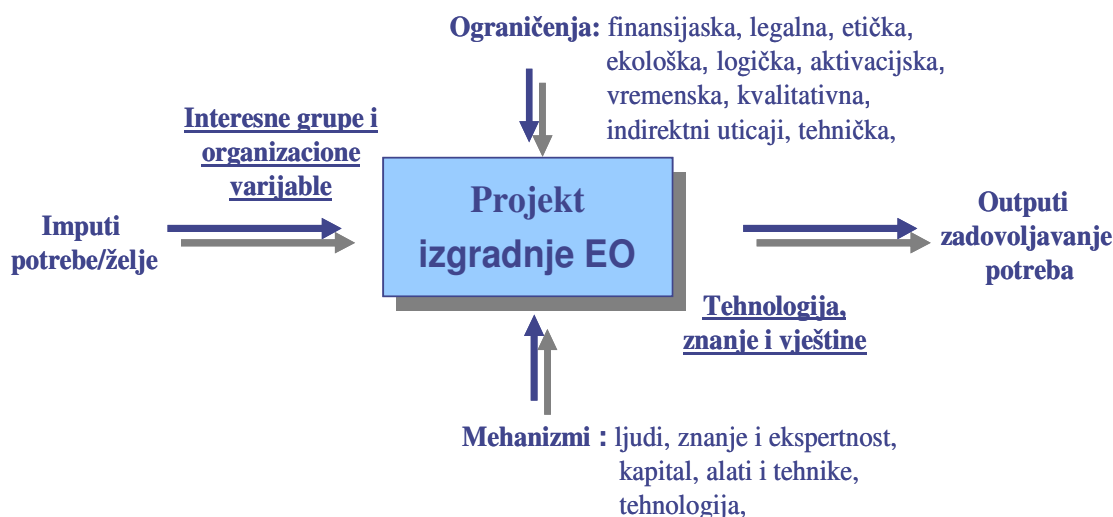 Ograničenja: finansijaska, legalna, etička,
ekološka, logička, aktivacijska,
vremenska, kvalitativna,
indirektni uticaji, tehnička,
Interesne grupe i
organizacione
varijable
Imputi
potrebe/želje
Projekt
izgradnje EO
Outputi
zadovoljavanje
potreba
Tehnologija,
znanje i vještine
Mehanizmi : ljudi, znanje i ekspertnost,
kapital, alati i tehnike,
tehnologija,